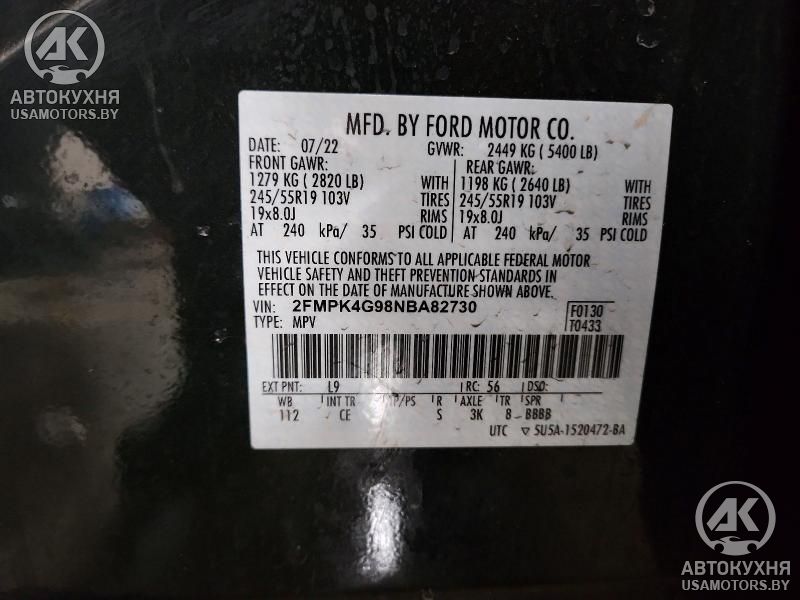 АК
АВТОКУХНЯ
USAMOTORS.BY
MFD. BY FORD MOTOR CO.
DATE: 07/22 GVWR: 2449 KG ( 5400 LB)
FRONT GAWR: REAR GAWR:
1279 KG ( 2820 LB) WITH 1198 KG ( 2640 LB) WITH
245/55R19 103V TIRES 245/55R19 103V TIRES
19x8.0J RIMS 19x8.0J RIMS
AT 240 kPa/ 35 PSI COLD AT 240 kPa/ 35 PSI COLD
THIS VEHICLE CONFORMS TO ALL APPLICABLE FEDERAL MOTOR
VEHICLE SAFETY AND THEFT PREVENTION STANDARDS IN
EFFECT ON THE DATE OF MANUFACTURE SHOWN ABOVE.
VIN: 2FMPK4G98NBA82730 F0130
TYPE: MPV T0433
EXT PNT: L9 RC: 56 DSO:
WB INT TR TP/PS R AXLE TR SPR
112 CE S 3K 8 BBBB
UTC ▽ 5U5A-1520472-BA
АК
АВТОКУХНЯ
USAMOTORS.BY